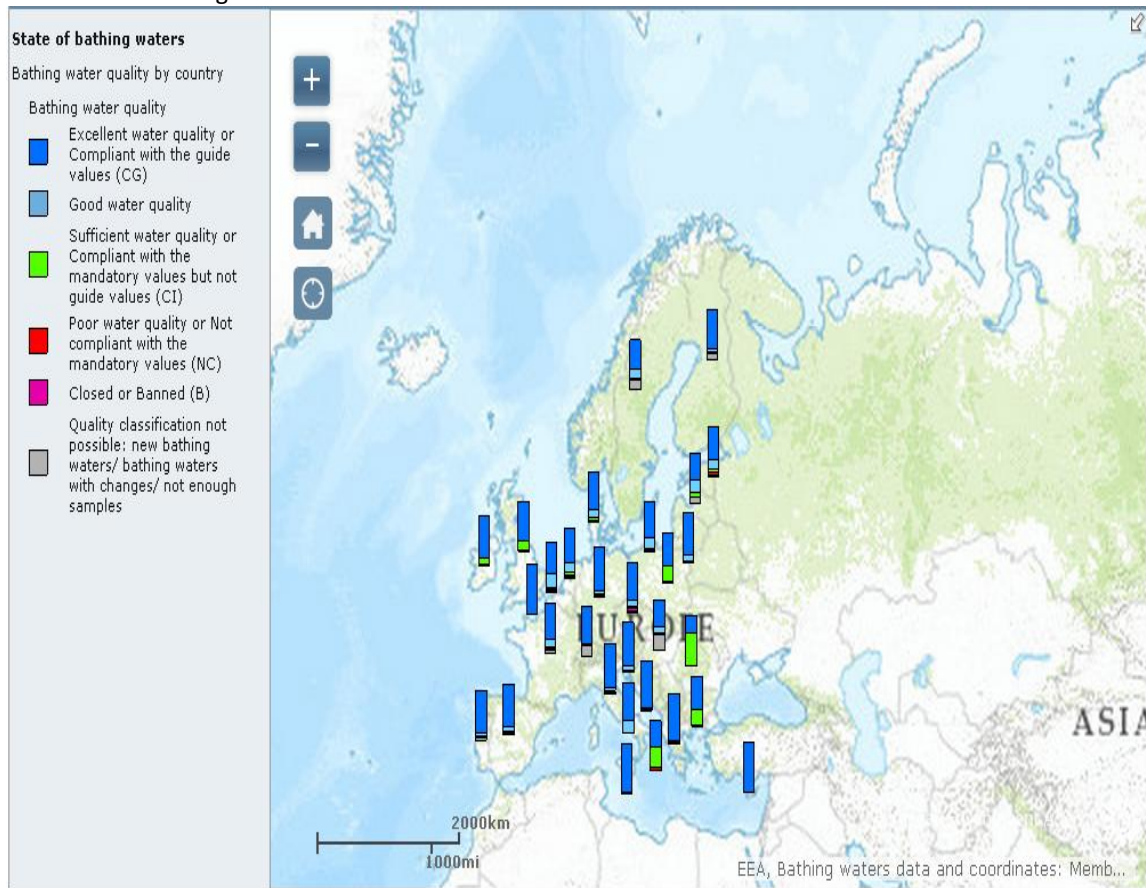 State of bathing waters
Bathing water quality by country
Bathing water quality
Excellent water quality or
Compliant with the guide
values (CG)
Good water quality
Sufficient water quality or
Compliant with the
mandatory values but not
guide values (CI)
Poor water quality or Not
compliant with the
mandatory values (NC)
Closed or Banned (B)
Quality classification not
possible: new bathing
waters/ bathing waters
with changes/ not enough
samples
+
−
EUROPE
ASIA
2000km
1000mi
EEA, Bathing waters data and coordinates: Memb...